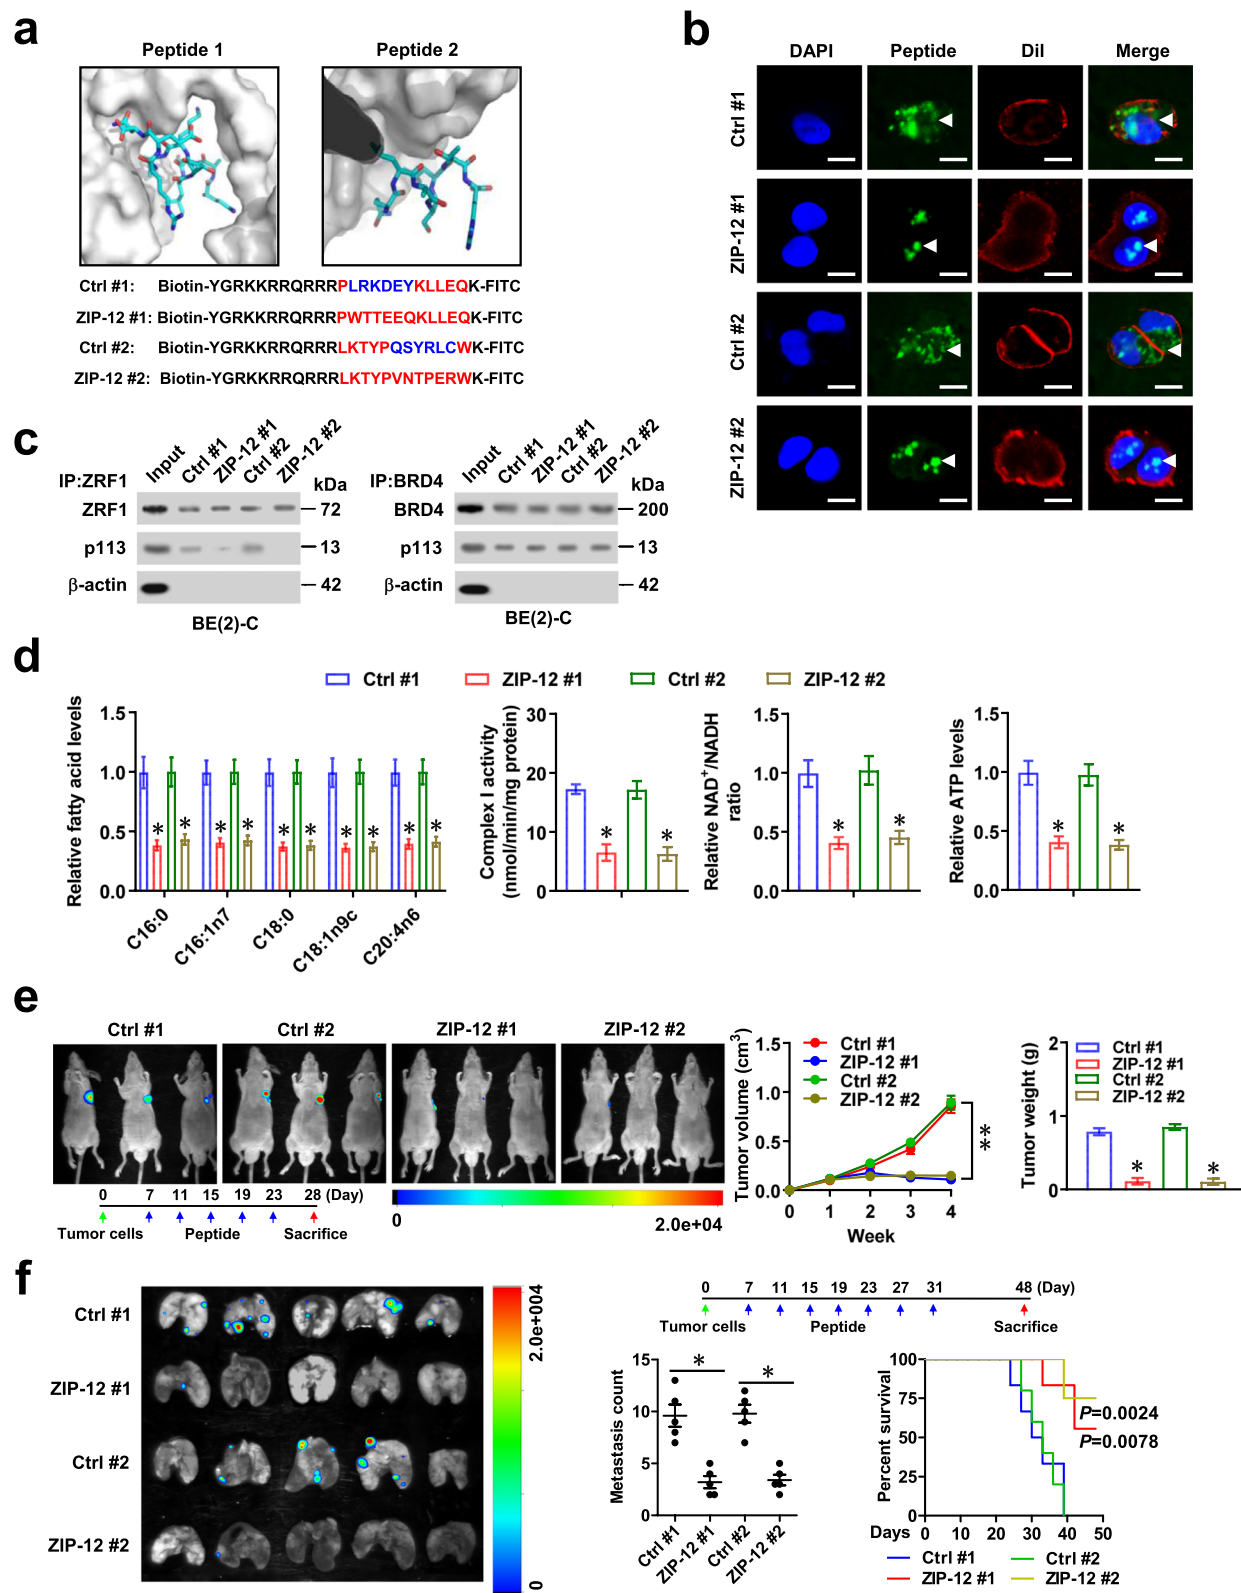 a
Peptide 1
Peptide 2
Ctrl #1: Biotin-YGRKKRRQRRRPLRKDEYKLLEQK-FITC
ZIP-12 #1: Biotin-YGRKKRRQRRRPWTTEEQKLLEQK-FITC
Ctrl #2: Biotin-YGRKKRRQRRRLKTYPQSYRLCWK-FITC
ZIP-12 #2: Biotin-YGRKKRRQRRRLKTYPVNTPERWK-FITC
b
DAPI Peptide Dil Merge
Ctrl #1
ZIP-12 #1
Ctrl #2
ZIP-12 #2
c
Input Ctrl #1 ZIP-12 #1 Ctrl #2 ZIP-12 #2
IP:ZRF1 kDa
ZRF1 72
p113 13
β-actin 42
BE(2)-C
Input Ctrl #1 ZIP-12 #1 Ctrl #2 ZIP-12 #2
IP:BRD4 kDa
BRD4 200
p113 13
β-actin 42
BE(2)-C
d
Ctrl #1 ZIP-12 #1 Ctrl #2 ZIP-12 #2
Relative fatty acid levels
1.5
1.0
0.5
0.0
* * * * * * * * * *
C16:0 C16:1n7 C18:0 C18:1n9c C20:4n6
Complex I activity
(nmol/min/mg protein)
30
20
10
0
* *
Relative NAD+/NADH
ratio
1.5
1.0
0.5
0.0
* *
Relative ATP levels
1.5
1.0
0.5
0.0
* *
e
Ctrl #1 Ctrl #2 ZIP-12 #1 ZIP-12 #2
0 7 11 15 19 23 28 (Day)
Tumor cells Peptide Sacrifice
0 2.0e+04
Tumor volume (cm3)
1.5
1.0
0.5
0.0
Ctrl #1
ZIP-12 #1
Ctrl #2
ZIP-12 #2
**
0 1 2 3 4
Week
Tumor weight (g)
2
1
0
Ctrl #1
ZIP-12 #1
Ctrl #2
ZIP-12 #2
* *
f
Ctrl #1
ZIP-12 #1
Ctrl #2
ZIP-12 #2
2.0e+004
0
0 7 11 15 19 23 27 31 48 (Day)
Tumor cells Peptide Sacrifice
Metastasis count
15
10
5
0
* *
Ctrl #1 ZIP-12 #1 Ctrl #2 ZIP-12 #2
Percent survival
100
75
50
25
0
P=0.0024
P=0.0078
Days 0 10 20 30 40 50
Ctrl #1 Ctrl #2
ZIP-12 #1 ZIP-12 #2